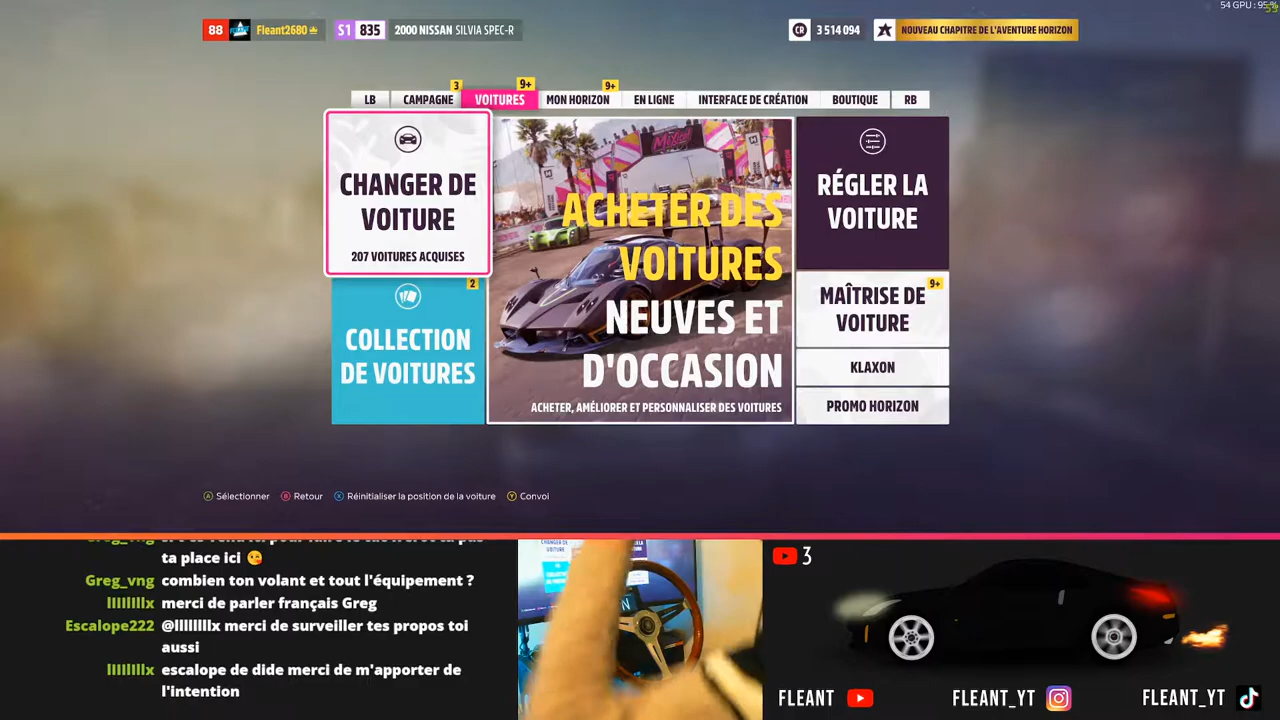 54 GPU : 95 %
88 Fleant2680 S1 835 2000 NISSAN SILVIA SPEC-R
CR 3 514 094 NOUVEAU CHAPITRE DE L'AVENTURE HORIZON
3 9+ 9+
LB CAMPAGNE VOITURES MON HORIZON EN LIGNE INTERFACE DE CRÉATION BOUTIQUE RB
CHANGER DE
VOITURE
207 VOITURES ACQUISES
2
COLLECTION
DE VOITURES
ACHETER DES
VOITURES
NEUVES ET
D'OCCASION
ACHETER, AMÉLIORER ET PERSONNALISER DES VOITURES
RÉGLER LA
VOITURE
9+
MAÎTRISE DE
VOITURE
KLAXON
PROMO HORIZON
A Sélectionner B Retour X Réinitialiser la position de la voiture Y Convoi
ta place ici
Greg_vng combien ton volant et tout l'équipement ?
llllllllx merci de parler français Greg
Escalope222 @llllllllx merci de surveiller tes propos toi
aussi
llllllllx escalope de dide merci de m'apporter de
l'intention
3
FLEANT FLEANT_YT FLEANT_YT